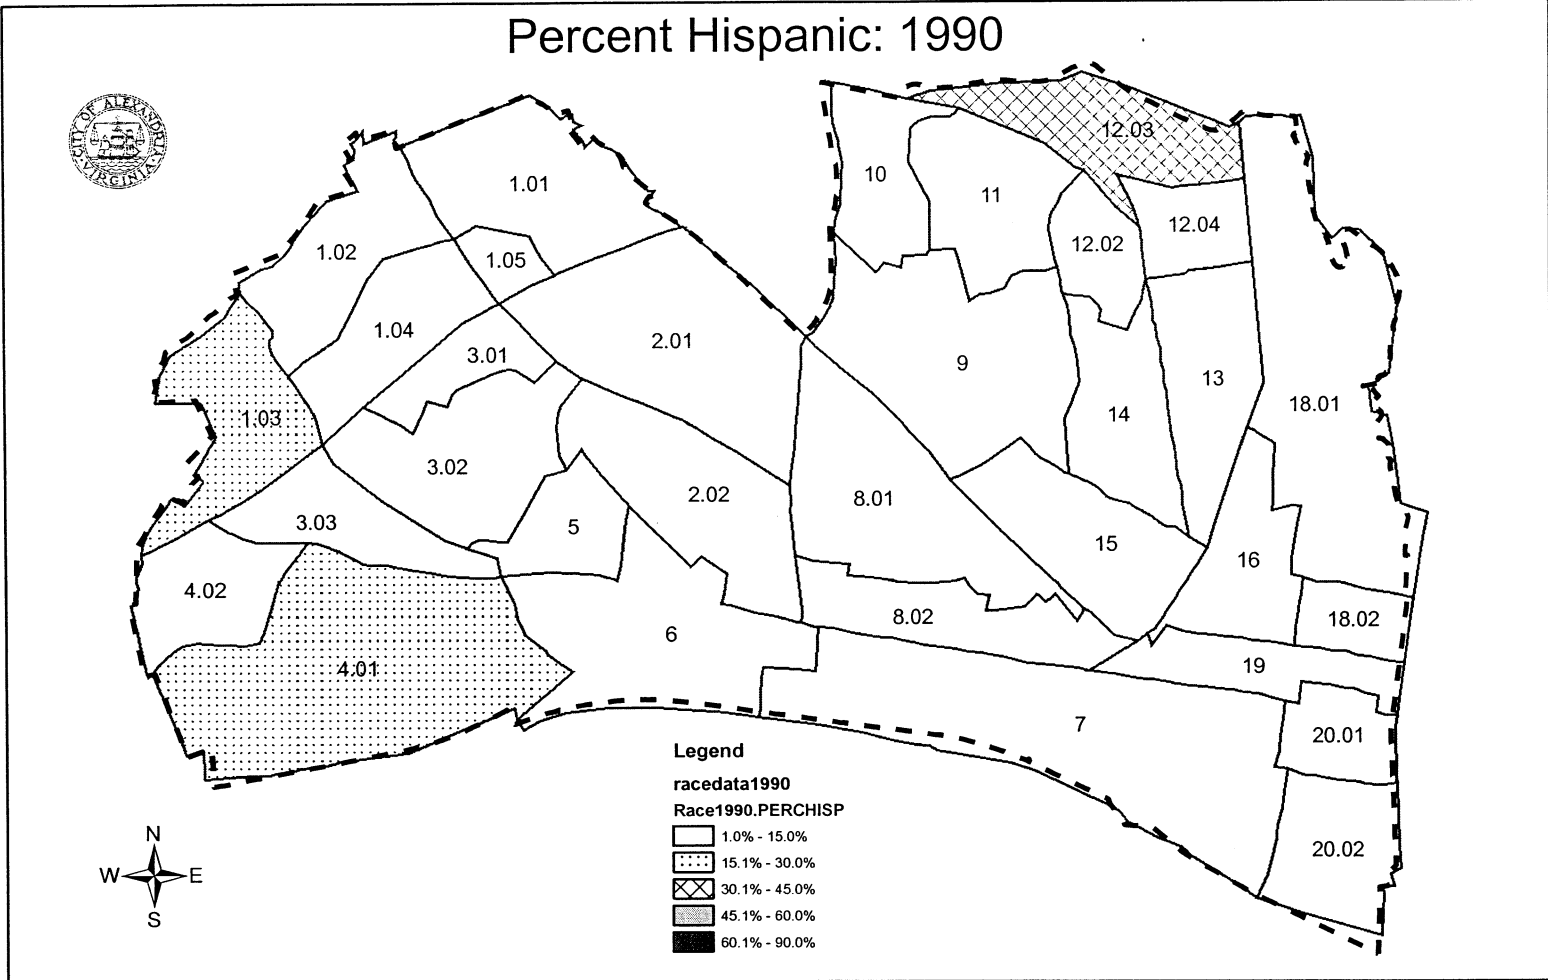 Percent Hispanic: 1990
CITY OF ALEXANDRIA
VIRGINIA
12.03
10
1.01
11
12.04
12.02
1.02
1.05
1.04
2.01
3.01
9
13
18.01
14
1.03
3.02
2.02
8.01
3.03
5
15
16
4.02
8.02
18.02
6
19
4.01
7
20.01
20.02
Legend
racedata1990
Race1990.PERCHISP
1.0% - 15.0%
15.1% - 30.0%
30.1% - 45.0%
45.1% - 60.0%
60.1% - 90.0%
N
W E
S